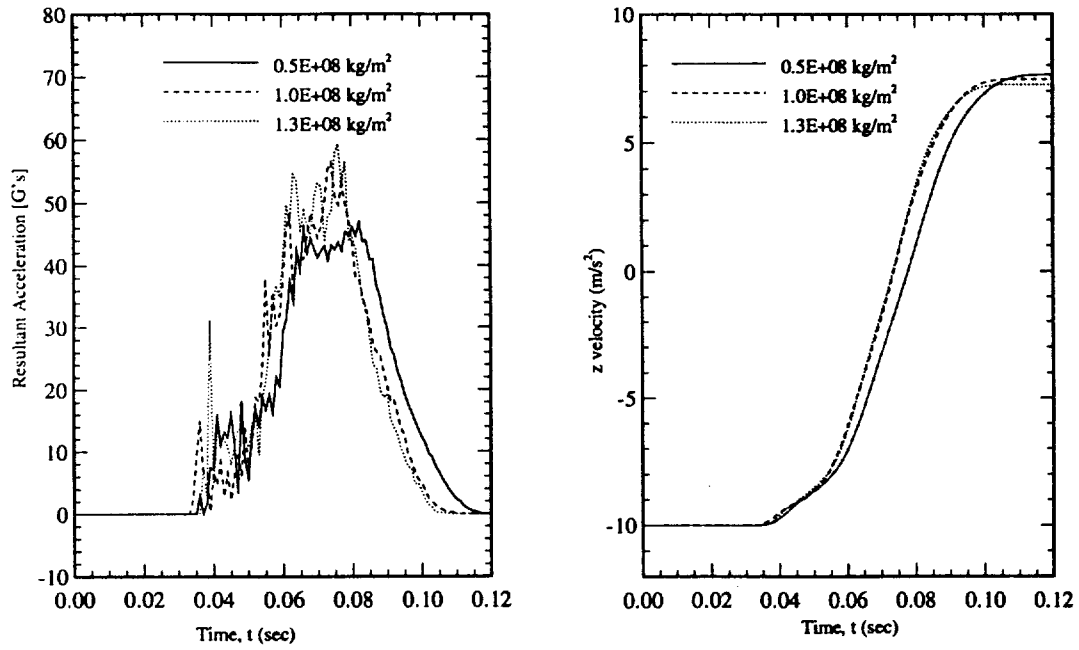 80
70
60
50
40
30
20
10
0
-10
Resultant Acceleration [G's]
0.5E+08 kg/m²
1.0E+08 kg/m²
1.3E+08 kg/m²
0.00 0.02 0.04 0.06 0.08 0.10 0.12
Time, t (sec)
10
5
0
-5
-10
z velocity (m/s²)
0.5E+08 kg/m²
1.0E+08 kg/m²
1.3E+08 kg/m²
0.00 0.02 0.04 0.06 0.08 0.10 0.12
Time, t (sec)